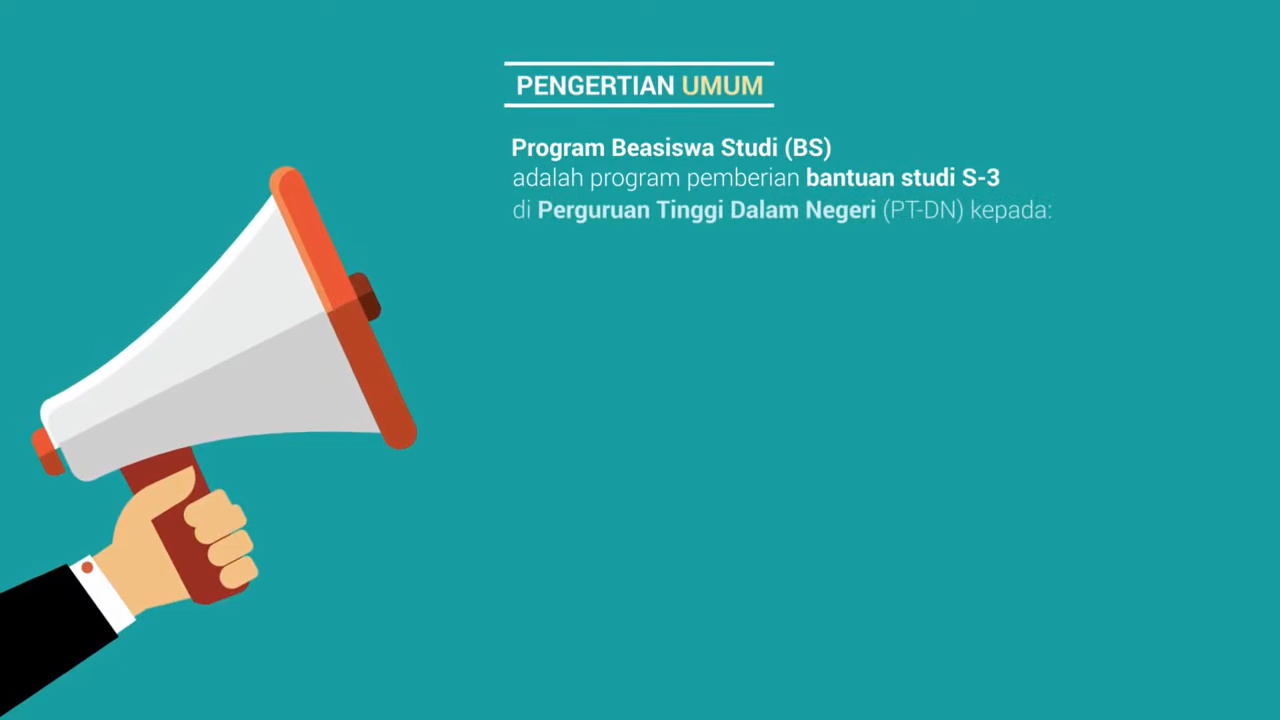 PENGERTIAN UMUM
Program Beasiswa Studi (BS)
adalah program pemberian bantuan studi S-3
di Perguruan Tinggi Dalam Negeri (PT-DN) kepada: